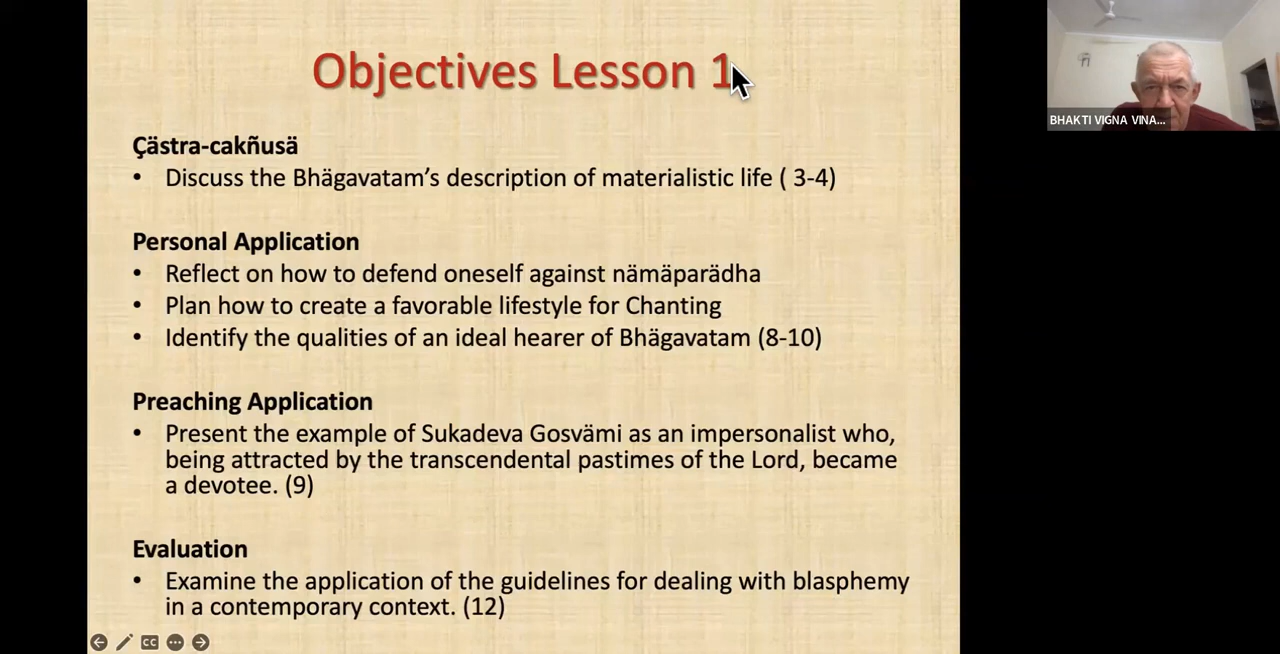 Objectives Lesson 1
Çästra-cakñusä
• Discuss the Bhägavatam’s description of materialistic life ( 3-4)
Personal Application
• Reflect on how to defend oneself against nämäparädha
• Plan how to create a favorable lifestyle for Chanting
• Identify the qualities of an ideal hearer of Bhägavatam (8-10)
Preaching Application
• Present the example of Sukadeva Gosvämi as an impersonalist who,
being attracted by the transcendental pastimes of the Lord, became
a devotee. (9)
Evaluation
• Examine the application of the guidelines for dealing with blasphemy
in a contemporary context. (12)
CC
BHAKTI VIGNA VINA...